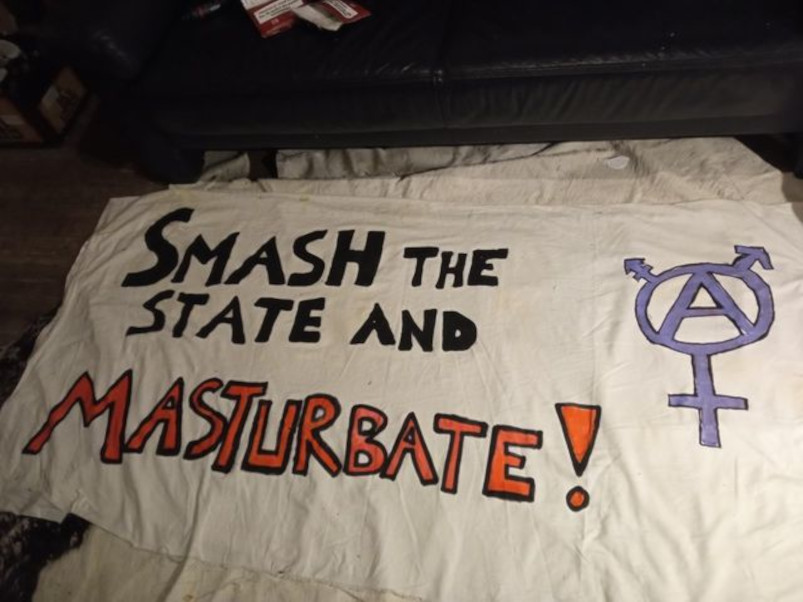 SMASH THE
STATE AND
MASTURBATE!
A